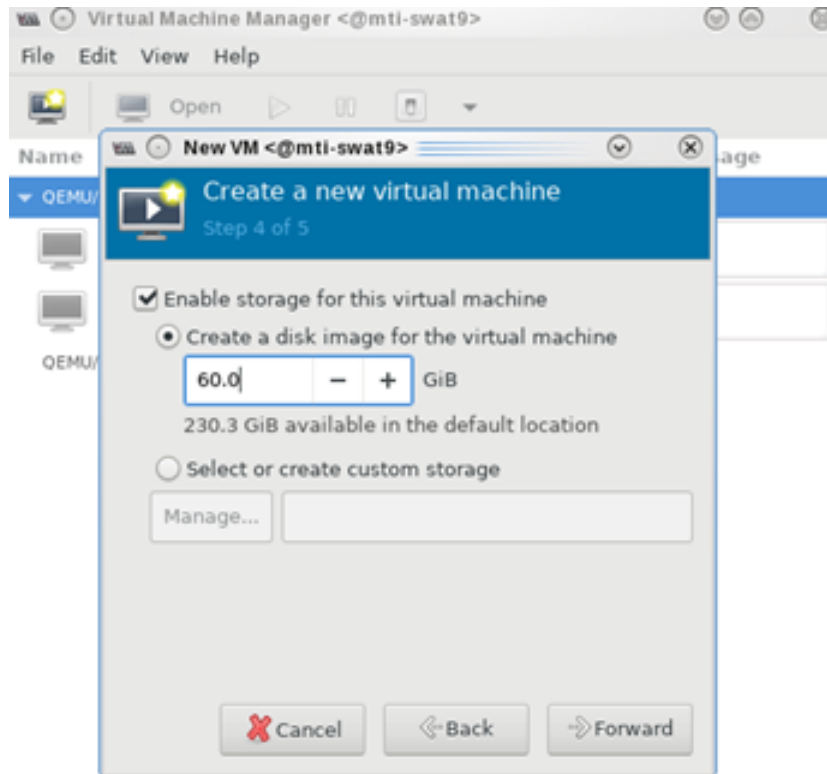 Virtual Machine Manager <@mti-swat9>
File Edit View Help
Open
Name
age
New VM <@mti-swat9>
Create a new virtual machine
Step 4 of 5
QEMU/
Enable storage for this virtual machine
Create a disk image for the virtual machine
60.0 − + GiB
230.3 GiB available in the default location
QEMU/
Select or create custom storage
Manage...
Cancel Back Forward